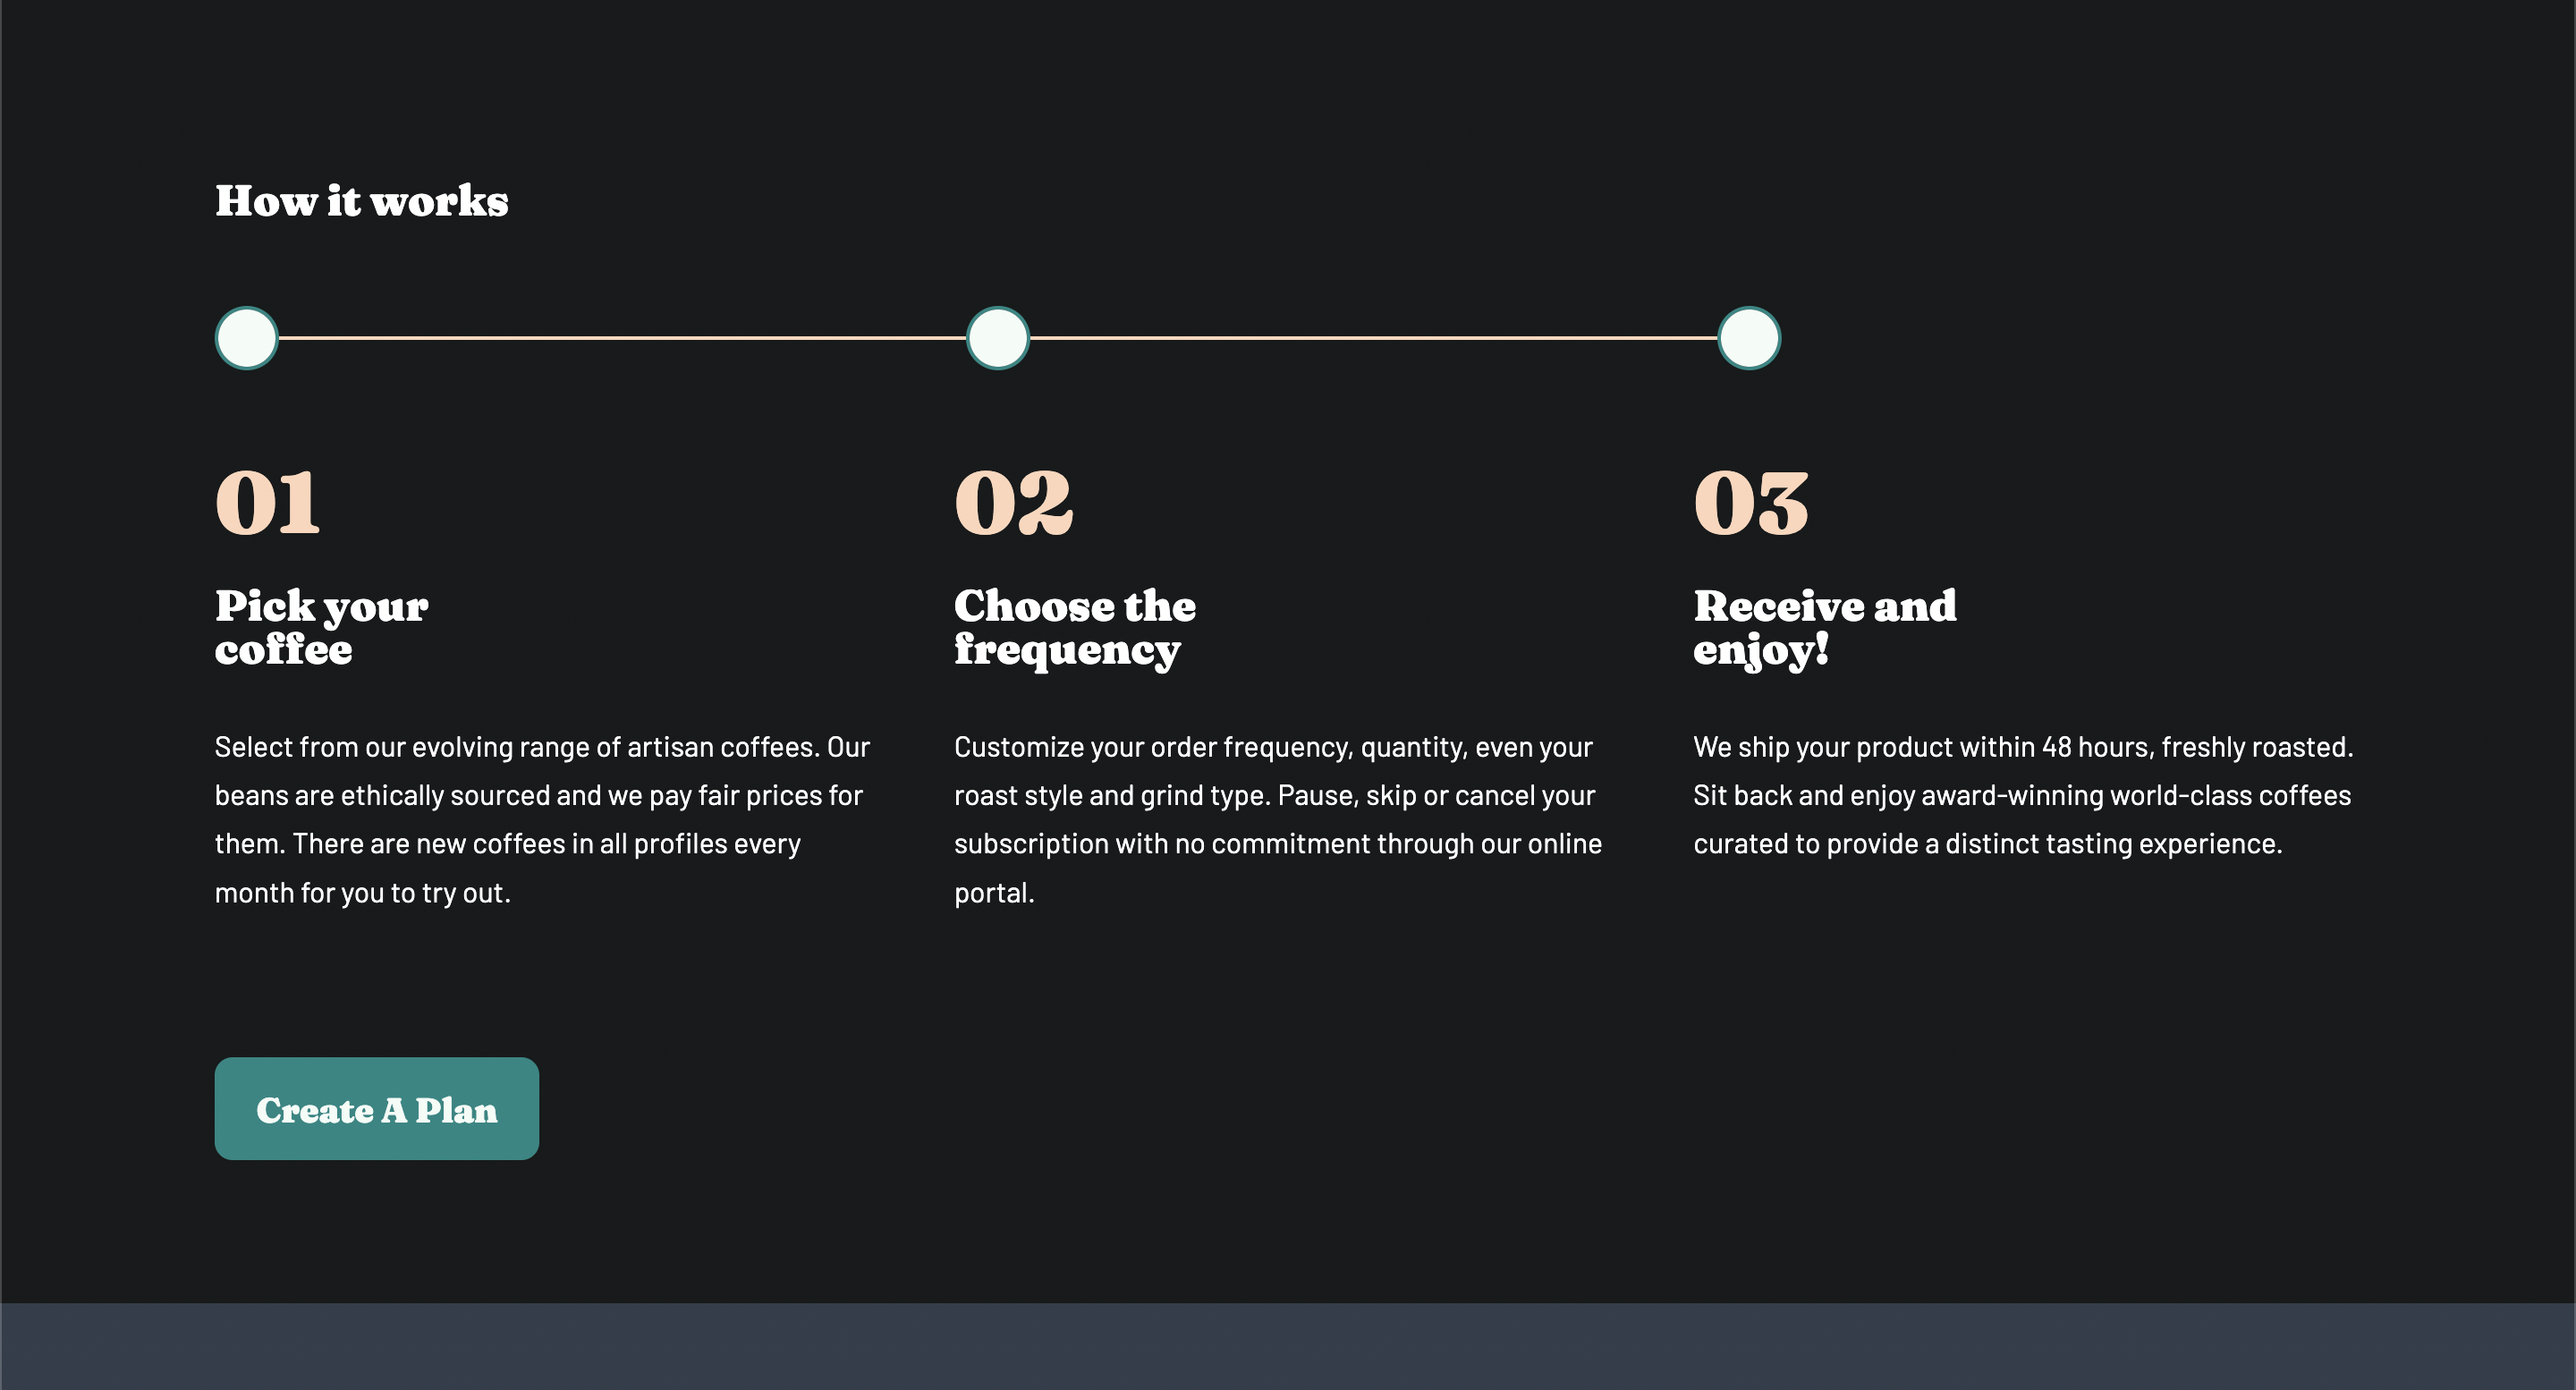 How it works
01
Pick your
coffee
Select from our evolving range of artisan coffees. Our
beans are ethically sourced and we pay fair prices for
them. There are new coffees in all profiles every
month for you to try out.
02
Choose the
frequency
Customize your order frequency, quantity, even your
roast style and grind type. Pause, skip or cancel your
subscription with no commitment through our online
portal.
03
Receive and
enjoy!
We ship your product within 48 hours, freshly roasted.
Sit back and enjoy award-winning world-class coffees
curated to provide a distinct tasting experience.
Create A Plan